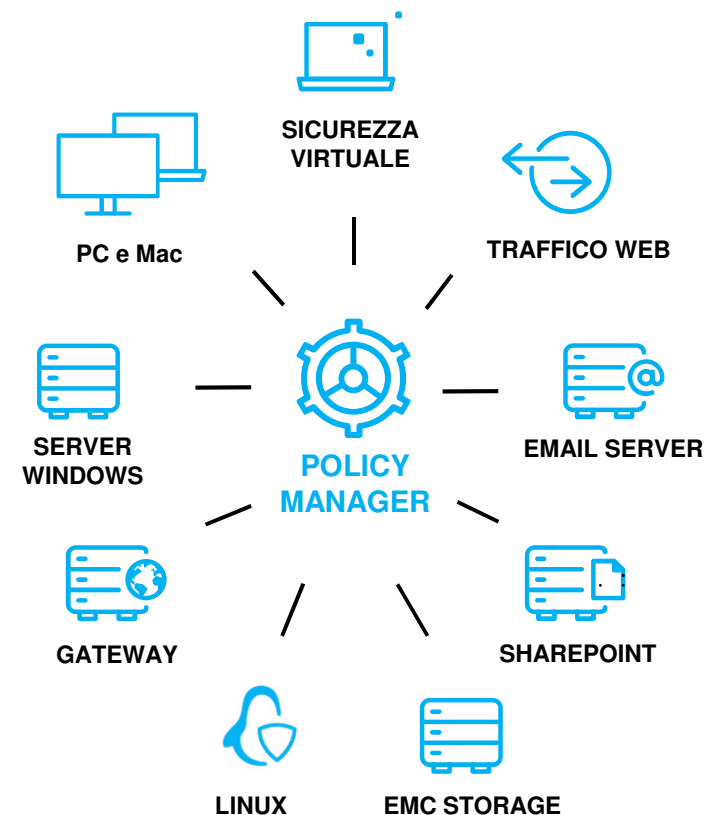 SICUREZZA
VIRTUALE
PC e Mac
TRAFFICO WEB
SERVER
WINDOWS
POLICY
MANAGER
EMAIL SERVER
@
GATEWAY
SHAREPOINT
LINUX
EMC STORAGE